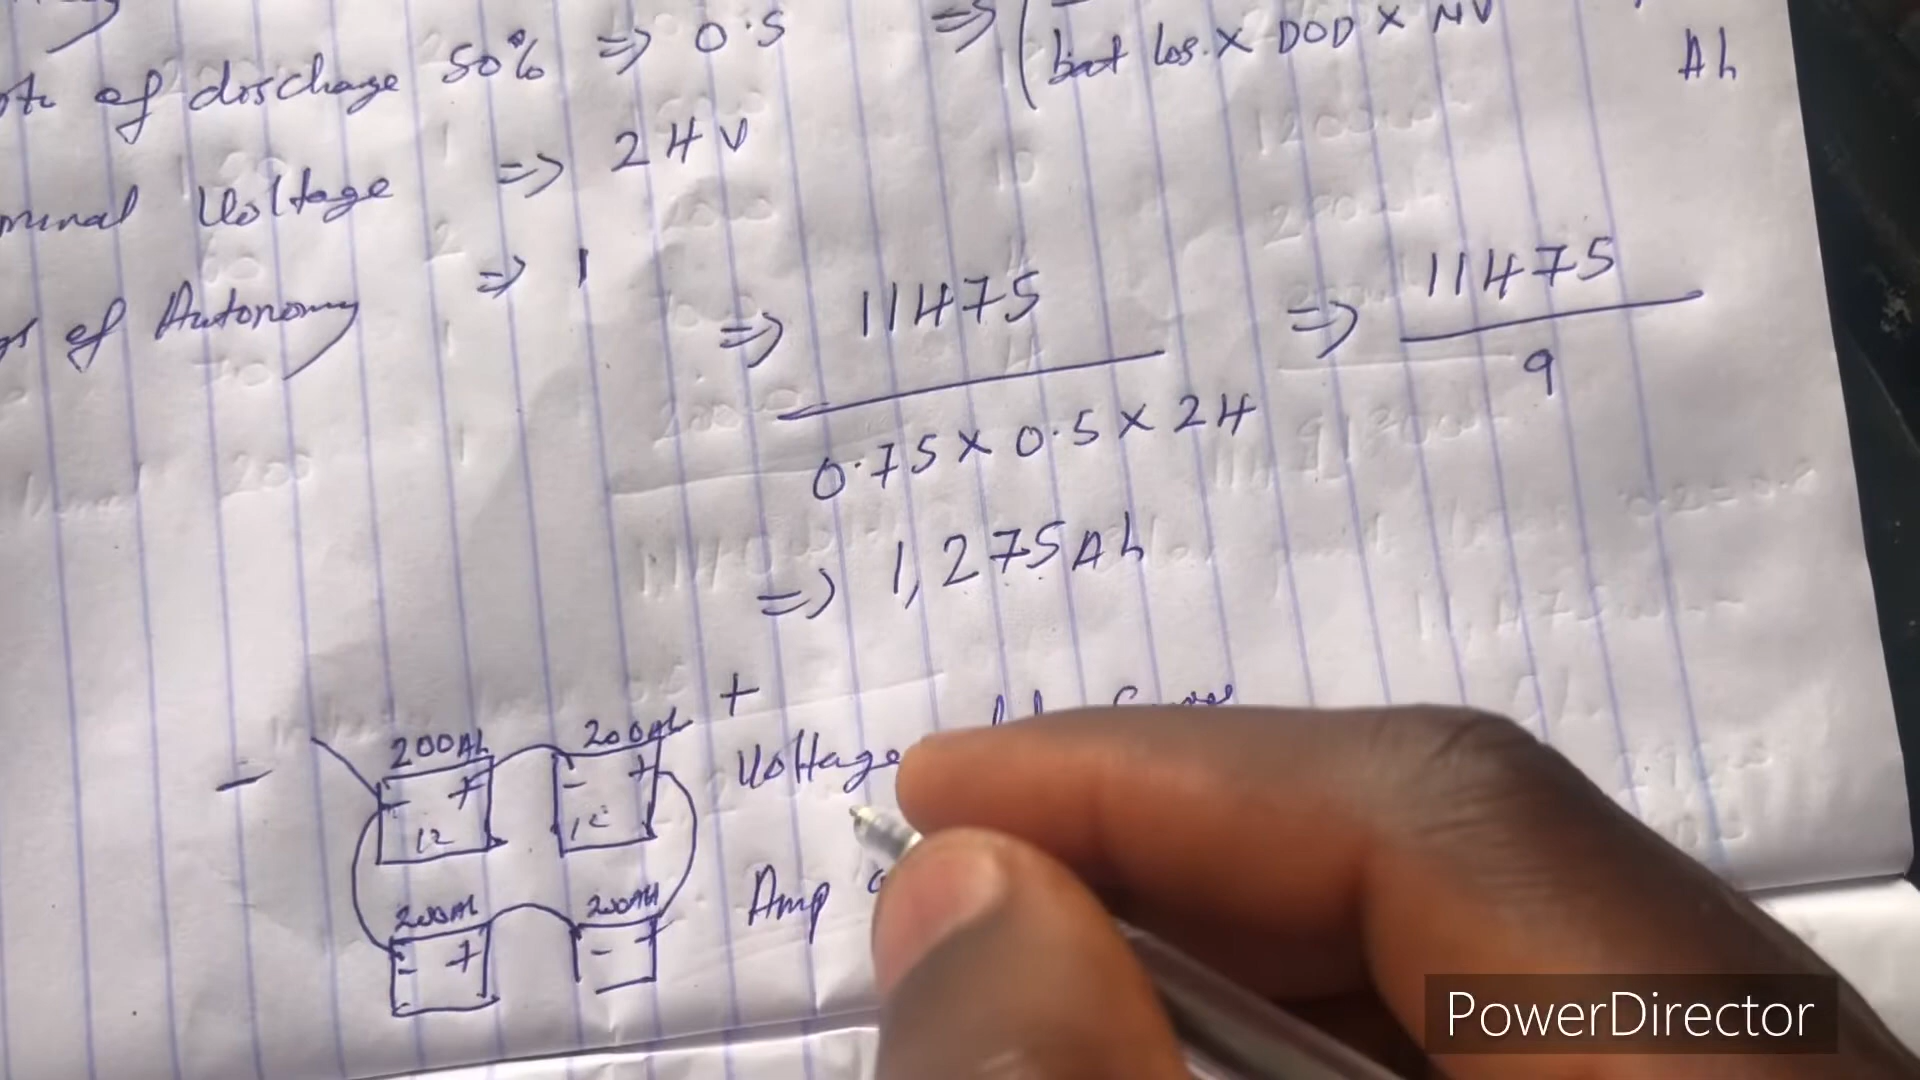 of discharge 50% => 0.5
=> (bat los. x DOD x NV
Ah
Voltage => 24V
of Autonomy => 1
=> 11475
0.75 x 0.5 x 24
=> 11475
9
=> 1,275Ah
- +
200Ah 200Ah
- + - +
12 12
Voltage
200Ah 200Ah
- + - +
Amp
PowerDirector